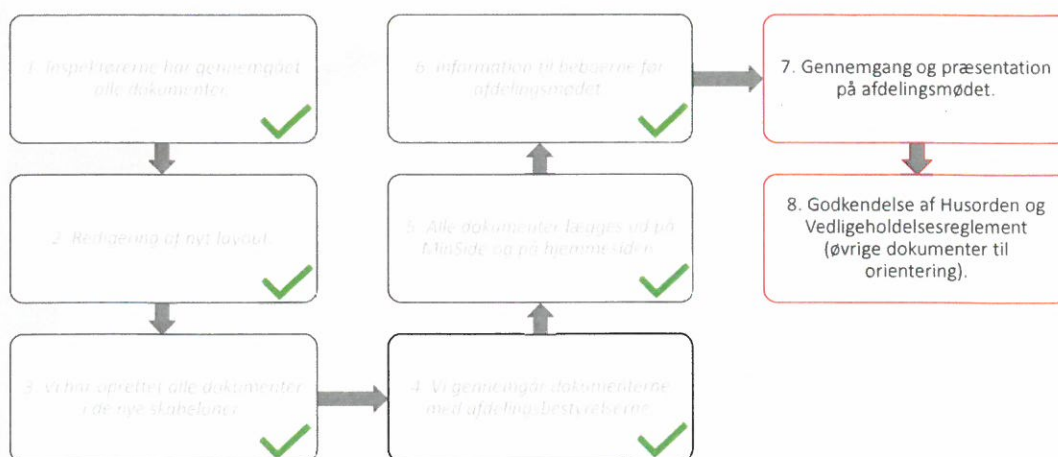 1. Inspektørerne har gennemgået
alle dokumenter.
2. Redigering af nyt layout.
3. Vi har oprettet alle dokumenter
i de nye skabeloner.
4. Vi gennemgår dokumenterne
med afdelingsbestyrelserne.
5. Alle dokumenter lægges ud på
MinSide og på hjemmesiden.
6. Information til beboerne før
afdelingsmødet.
7. Gennemgang og præsentation
på afdelingsmødet.
8. Godkendelse af Husorden og
Vedligeholdelsesreglement
(øvrige dokumenter til
orientering).